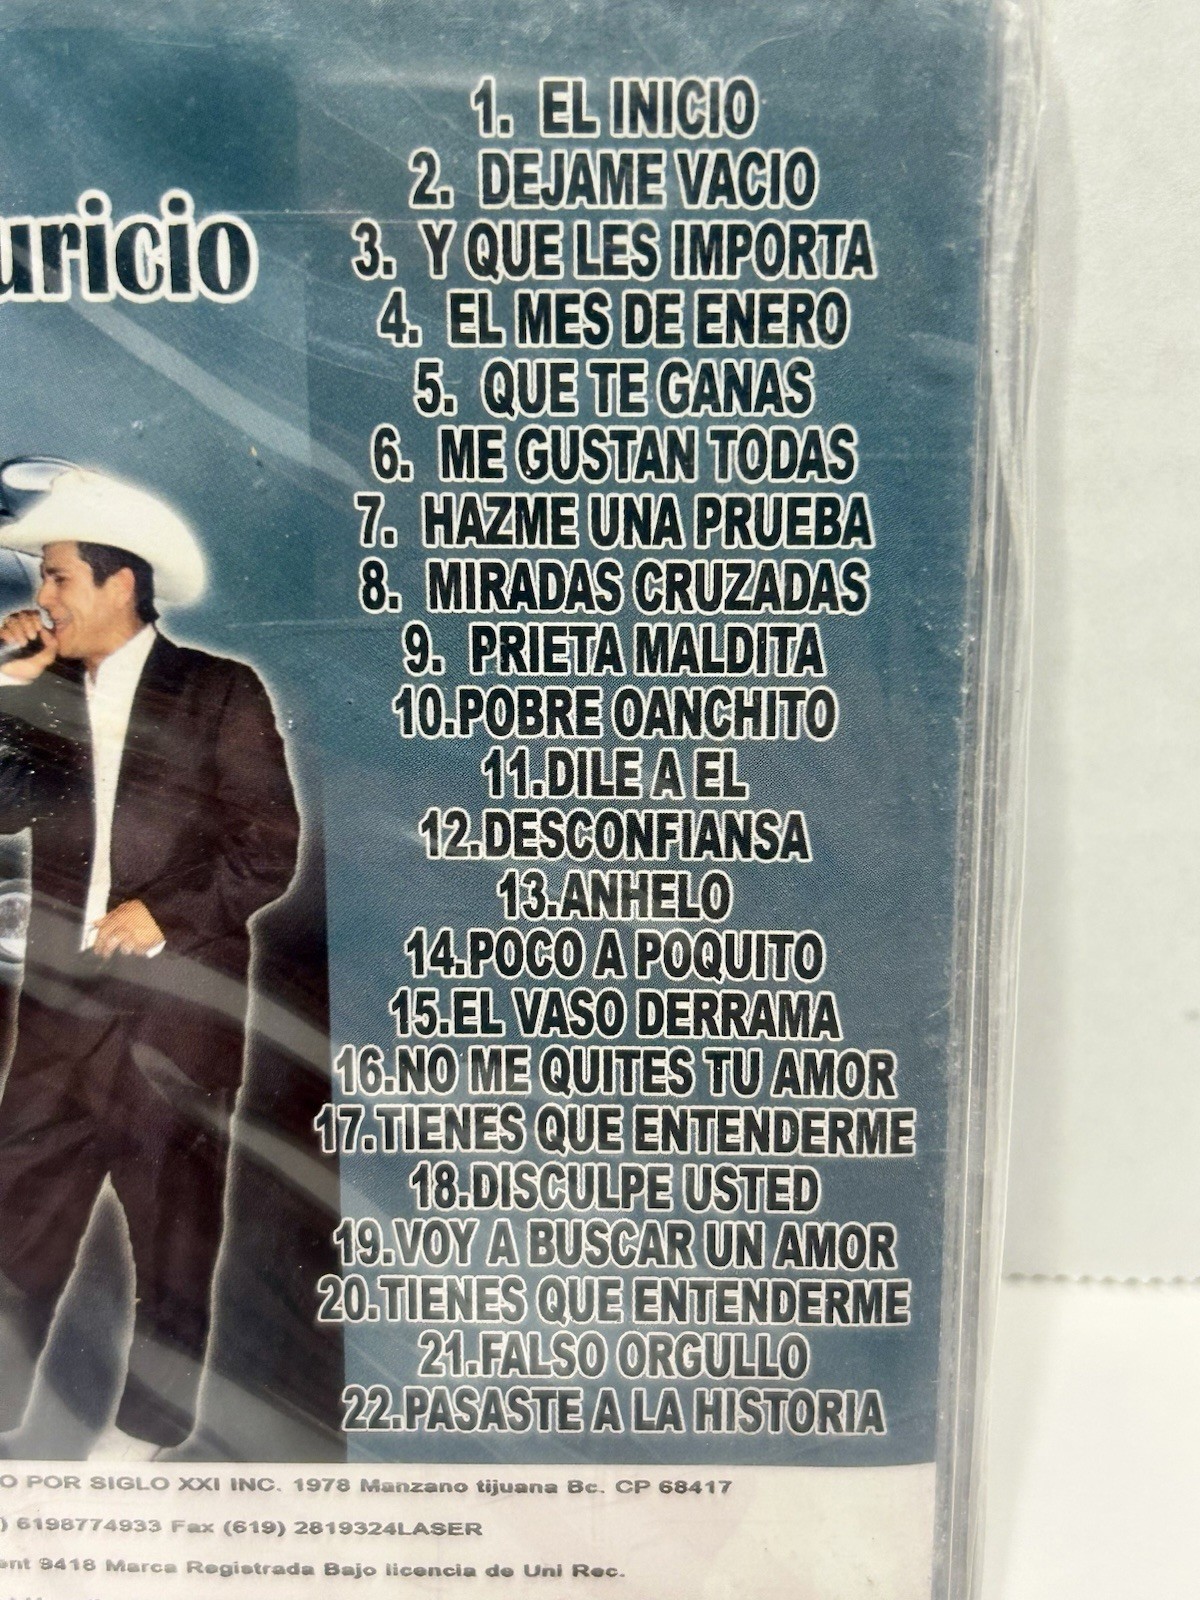 uricio
1. EL INICIO
2. DEJAME VACIO
3. Y QUE LES IMPORTA
4. EL MES DE ENERO
5. QUE TE GANAS
6. ME GUSTAN TODAS
7. HAZME UNA PRUEBA
8. MIRADAS CRUZADAS
9. PRIETA MALDITA
10.POBRE OANCHITO
11.DILE A EL
12.DESCONFIANSA
13.ANHELO
14.POCO A POQUITO
15.EL VASO DERRAMA
16.NO ME QUITES TU AMOR
17.TIENES QUE ENTENDERME
18.DISCULPE USTED
19.VOY A BUSCAR UN AMOR
20.TIENES QUE ENTENDERME
21.FALSO ORGULLO
22.PASASTE A LA HISTORIA
O POR SIGLO XXI INC. 1978 Manzano tijuana Bc. CP 68417
) 6198774933 Fax (619) 2819324LASER
ent 9418 Marca Registrada Bajo licencia de Uni Rec.